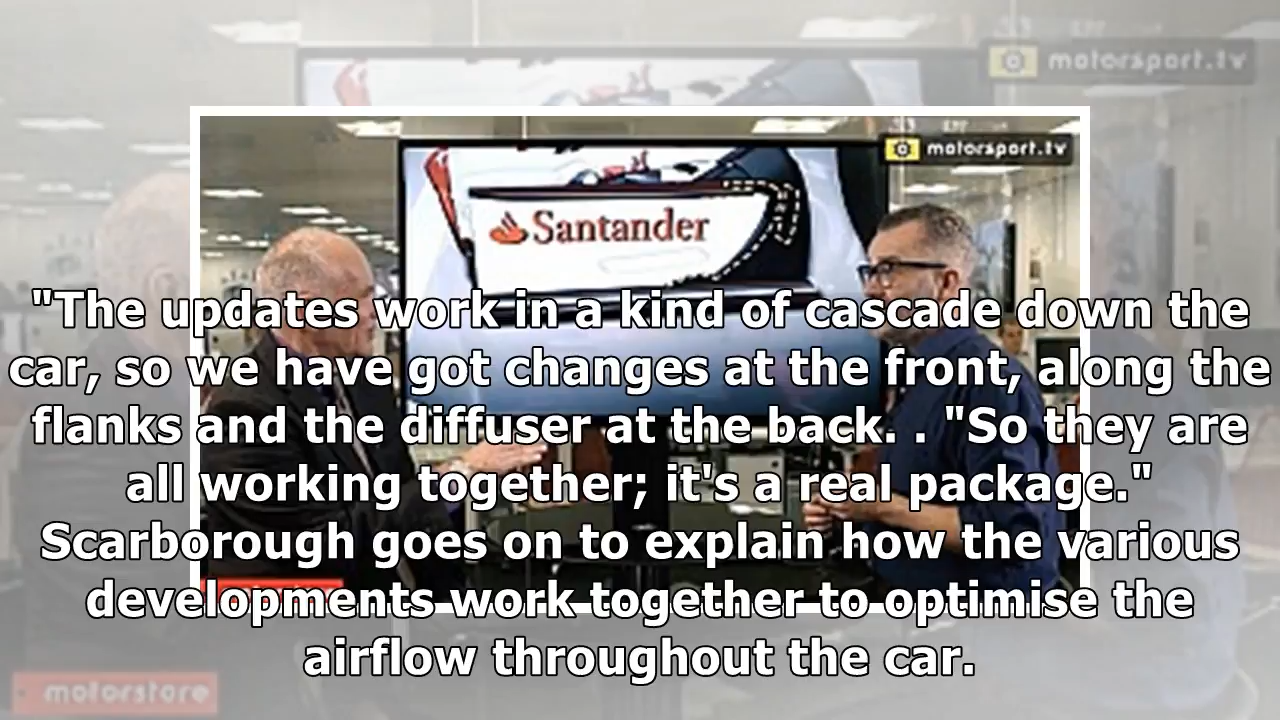 motorsport.tv
motorsport.tv
Santander
"The updates work in a kind of cascade down the
car, so we have got changes at the front, along the
flanks and the diffuser at the back. . "So they are
all working together; it's a real package."
Scarborough goes on to explain how the various
developments work together to optimise the
airflow throughout the car.
motorstore